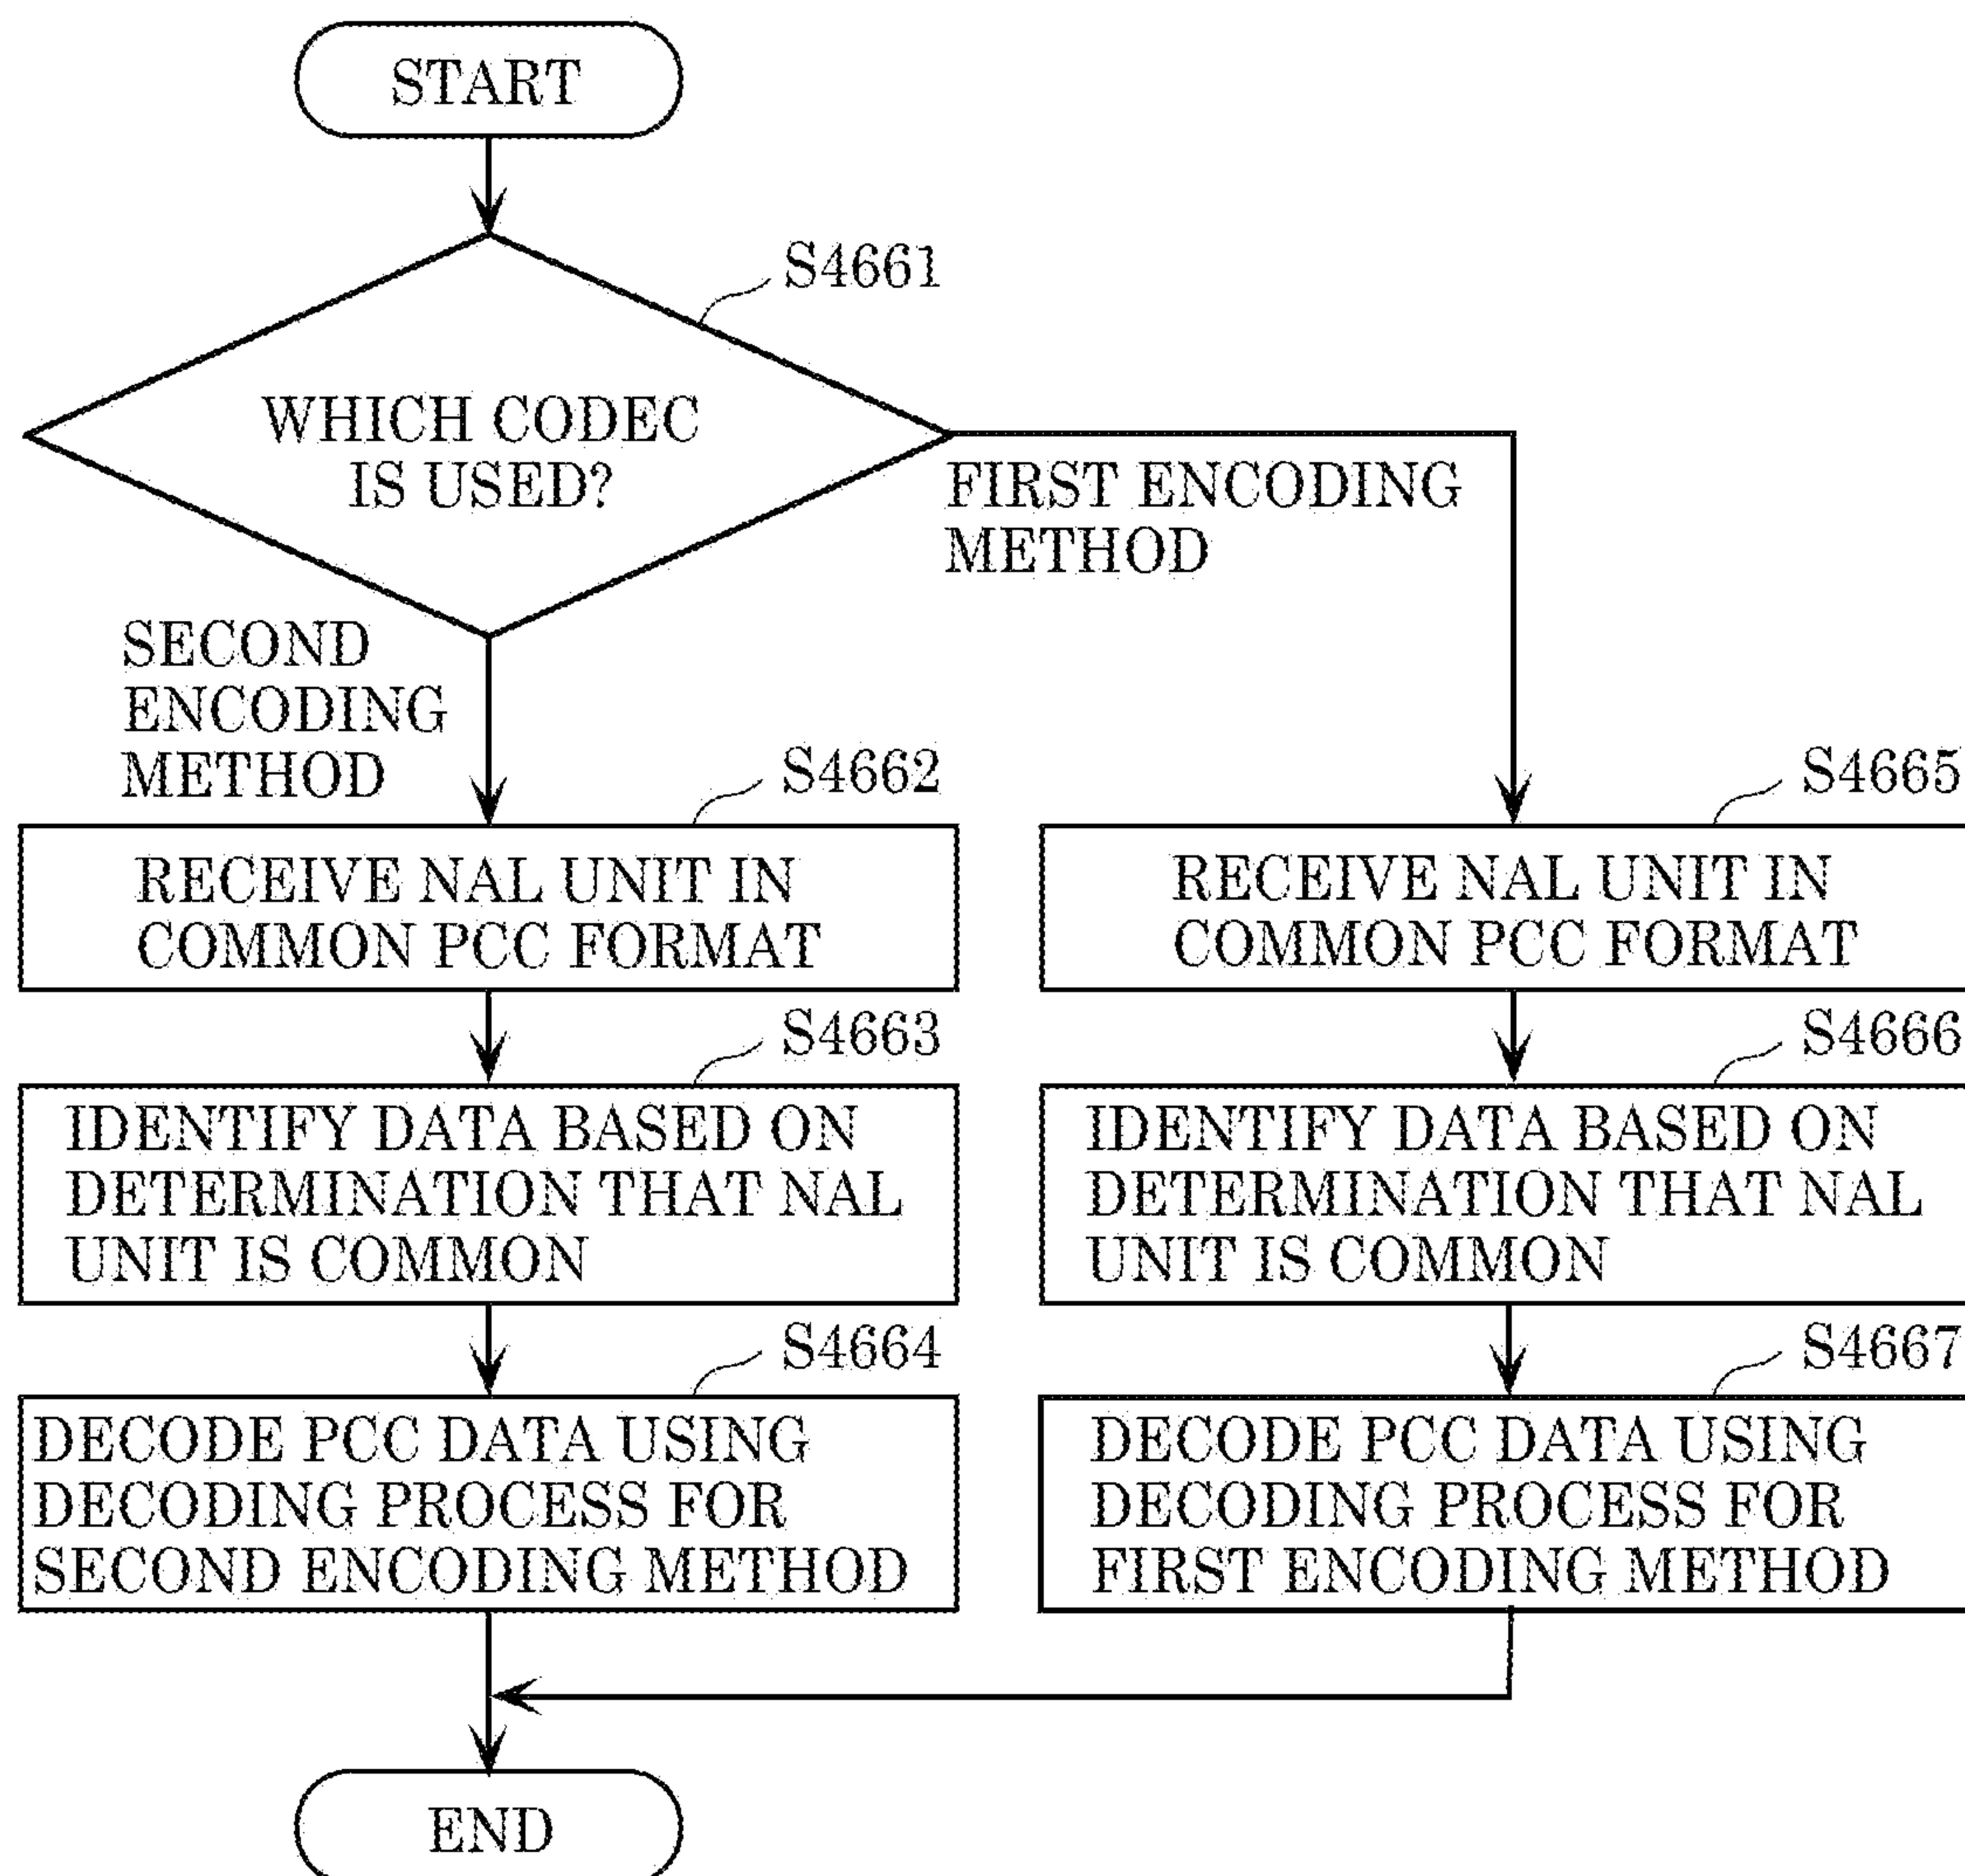 START
S4661
WHICH CODEC
IS USED?
FIRST ENCODING
METHOD
SECOND
ENCODING
METHOD
S4662
RECEIVE NAL UNIT IN
COMMON PCC FORMAT
S4663
IDENTIFY DATA BASED ON
DETERMINATION THAT NAL
UNIT IS COMMON
S4664
DECODE PCC DATA USING
DECODING PROCESS FOR
SECOND ENCODING METHOD
S4665
RECEIVE NAL UNIT IN
COMMON PCC FORMAT
S4666
IDENTIFY DATA BASED ON
DETERMINATION THAT NAL
UNIT IS COMMON
S4667
DECODE PCC DATA USING
DECODING PROCESS FOR
FIRST ENCODING METHOD
END